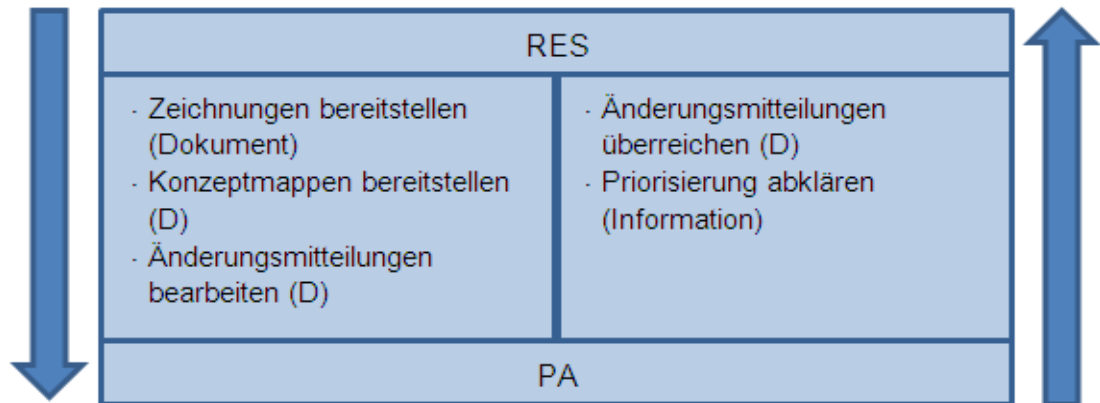 RES
· Zeichnungen bereitstellen
(Dokument)
· Konzeptmappen bereitstellen
(D)
· Änderungsmitteilungen
bearbeiten (D)
· Änderungsmitteilungen
überreichen (D)
· Priorisierung abklären
(Information)
PA